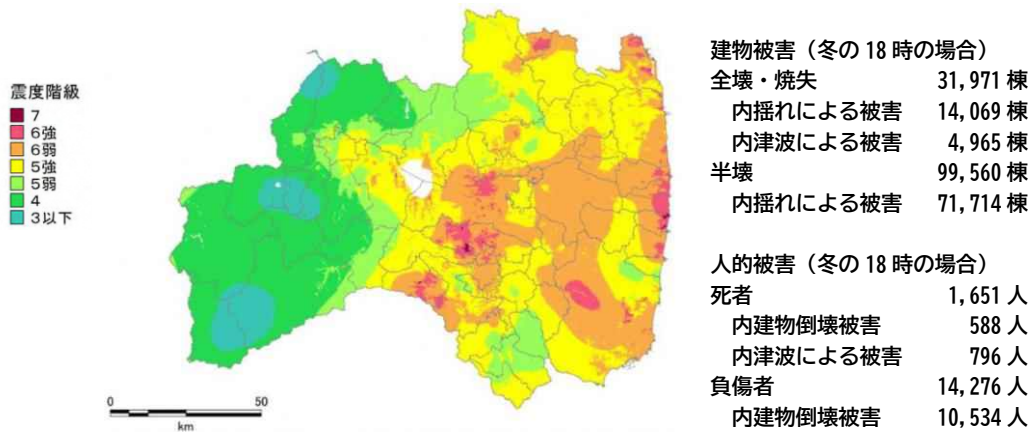 震度階級
7
6強
6弱
5強
5弱
4
3以下
0 50
km
建物被害（冬の18時の場合）
全壊・焼失 31,971棟
内揺れによる被害 14,069棟
内津波による被害 4,965棟
半壊 99,560棟
内揺れによる被害 71,714棟
人的被害（冬の18時の場合）
死者 1,651人
内建物倒壊被害 588人
内津波による被害 796人
負傷者 14,276人
内建物倒壊被害 10,534人